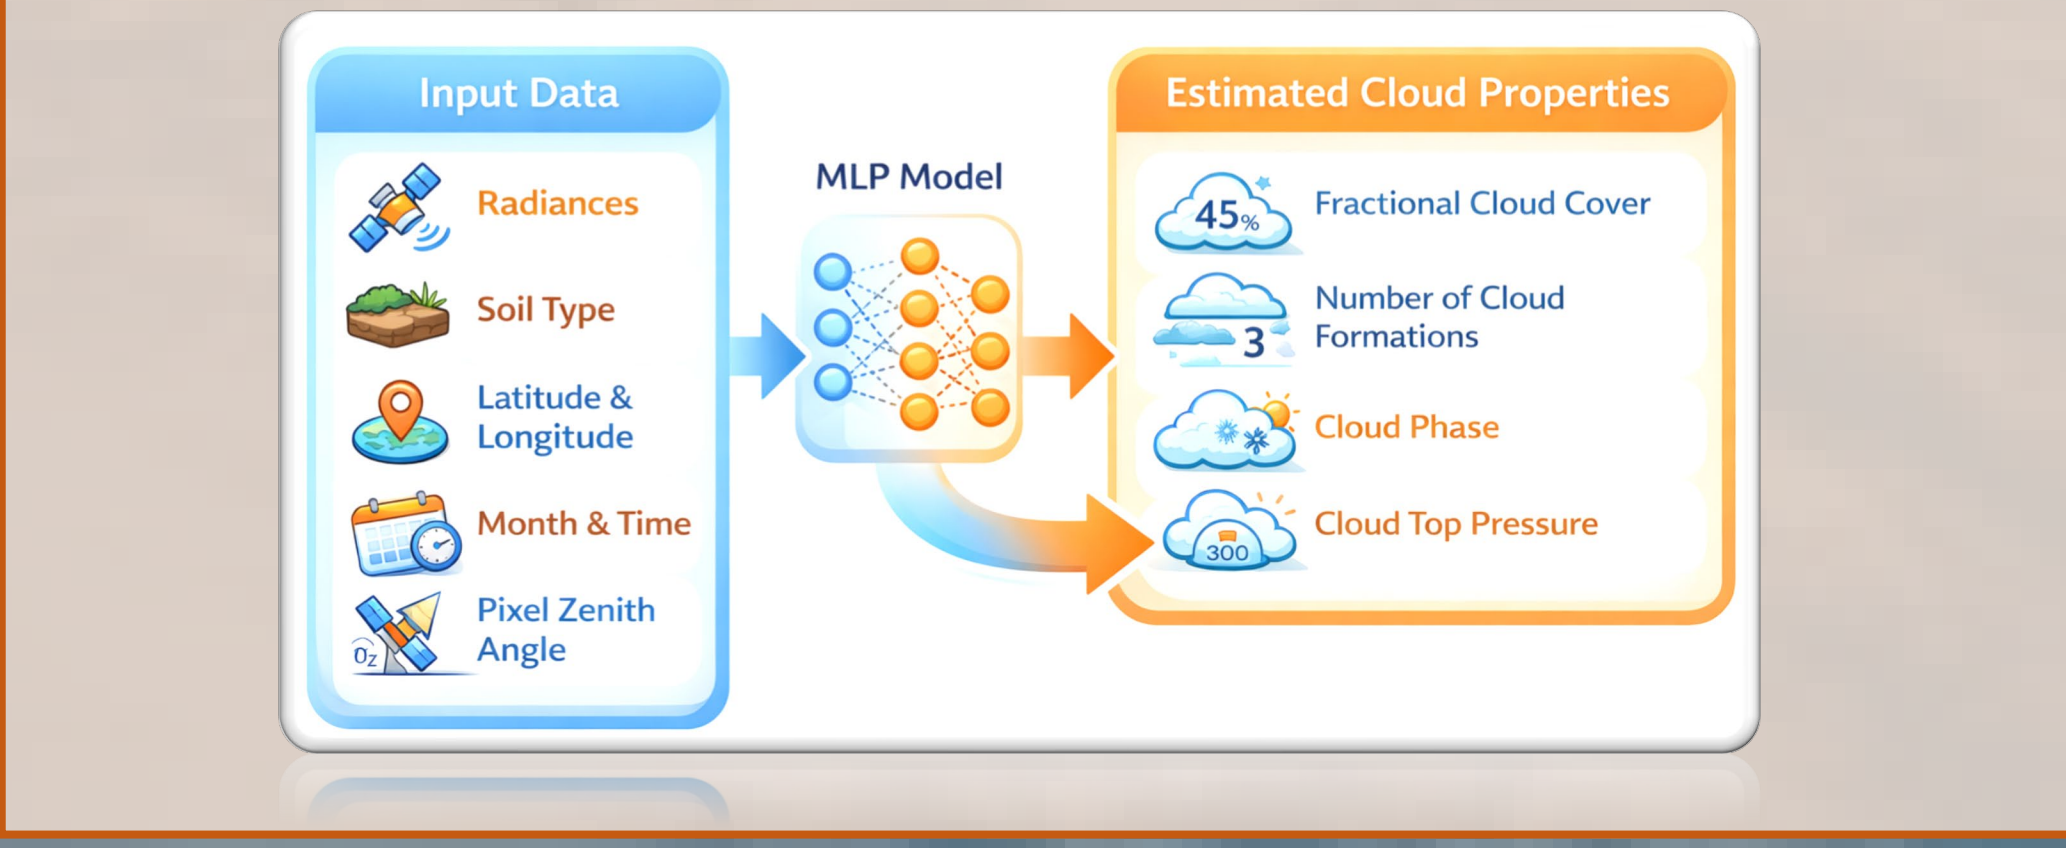 Input Data
Radiances
Soil Type
Latitude &
Longitude
Month & Time
Pixel Zenith
Angle
θz
MLP Model
Estimated Cloud Properties
45%
Fractional Cloud Cover
Number of Cloud
Formations
3
Cloud Phase
Cloud Top Pressure
300